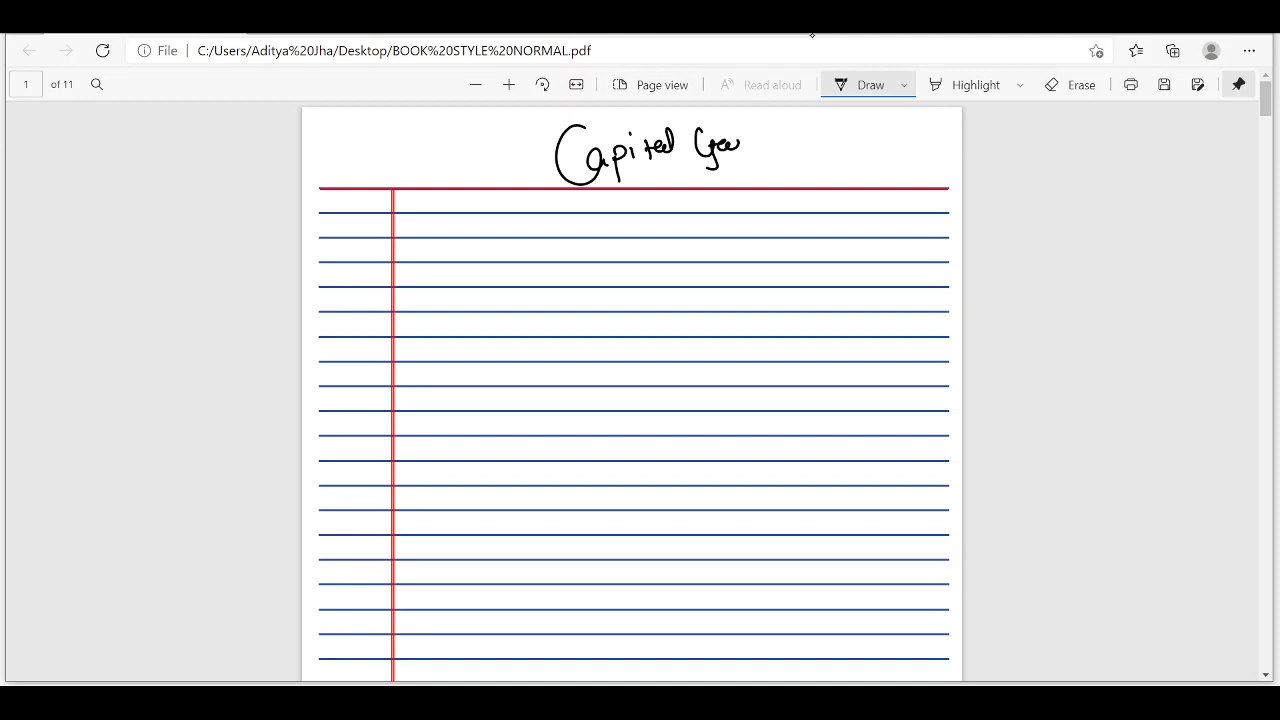 File C:/Users/Aditya%20Jha/Desktop/BOOK%20STYLE%20NORMAL.pdf
1 of 11 Page view Read aloud Draw Highlight Erase
Capital